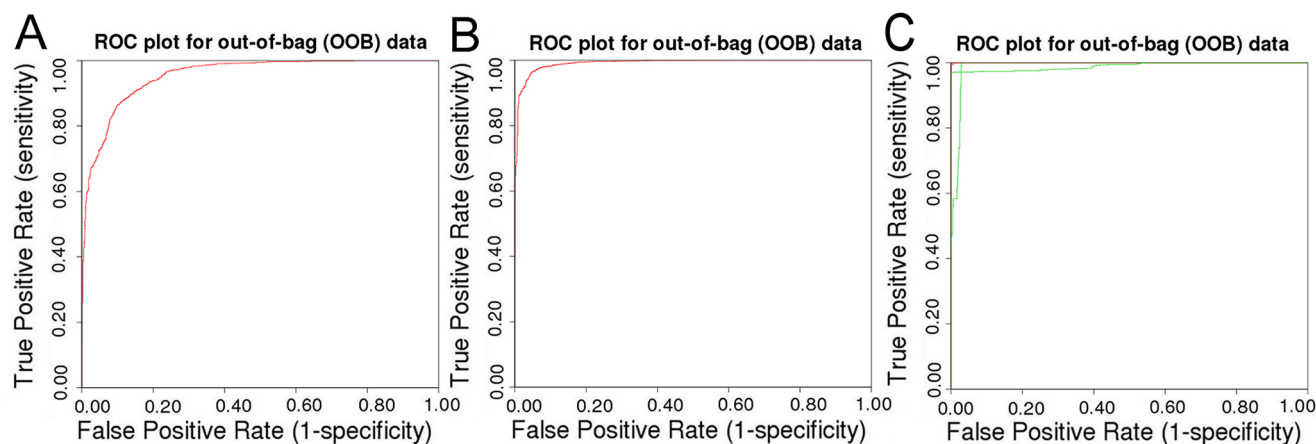 A
ROC plot for out-of-bag (OOB) data
True Positive Rate (sensitivity)
1.00
0.80
0.60
0.40
0.20
0.00
0.00 0.20 0.40 0.60 0.80 1.00
False Positive Rate (1-specificity)
B
ROC plot for out-of-bag (OOB) data
True Positive Rate (sensitivity)
1.00
0.80
0.60
0.40
0.20
0.00
0.00 0.20 0.40 0.60 0.80 1.00
False Positive Rate (1-specificity)
C
ROC plot for out-of-bag (OOB) data
True Positive Rate (sensitivity)
1.00
0.80
0.60
0.40
0.20
0.00
0.00 0.20 0.40 0.60 0.80 1.00
False Positive Rate (1-specificity)